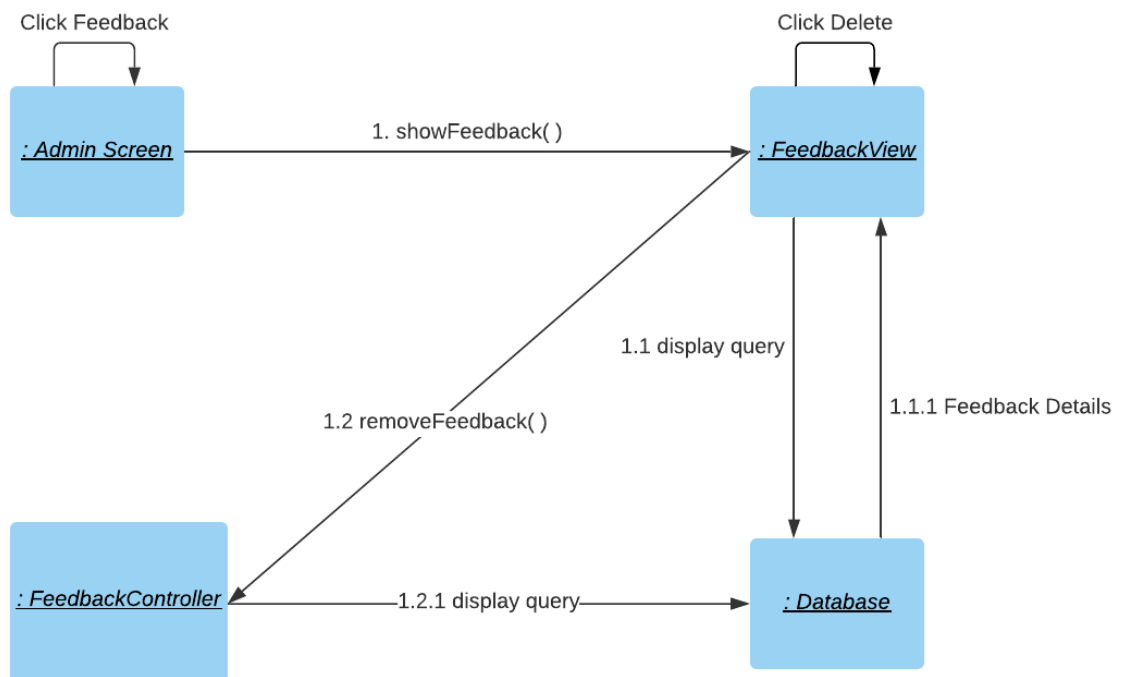 Click Feedback
Click Delete
1. showFeedback( )
: Admin Screen
: FeedbackView
1.1 display query
1.1.1 Feedback Details
1.2 removeFeedback( )
: FeedbackController
1.2.1 display query
: Database